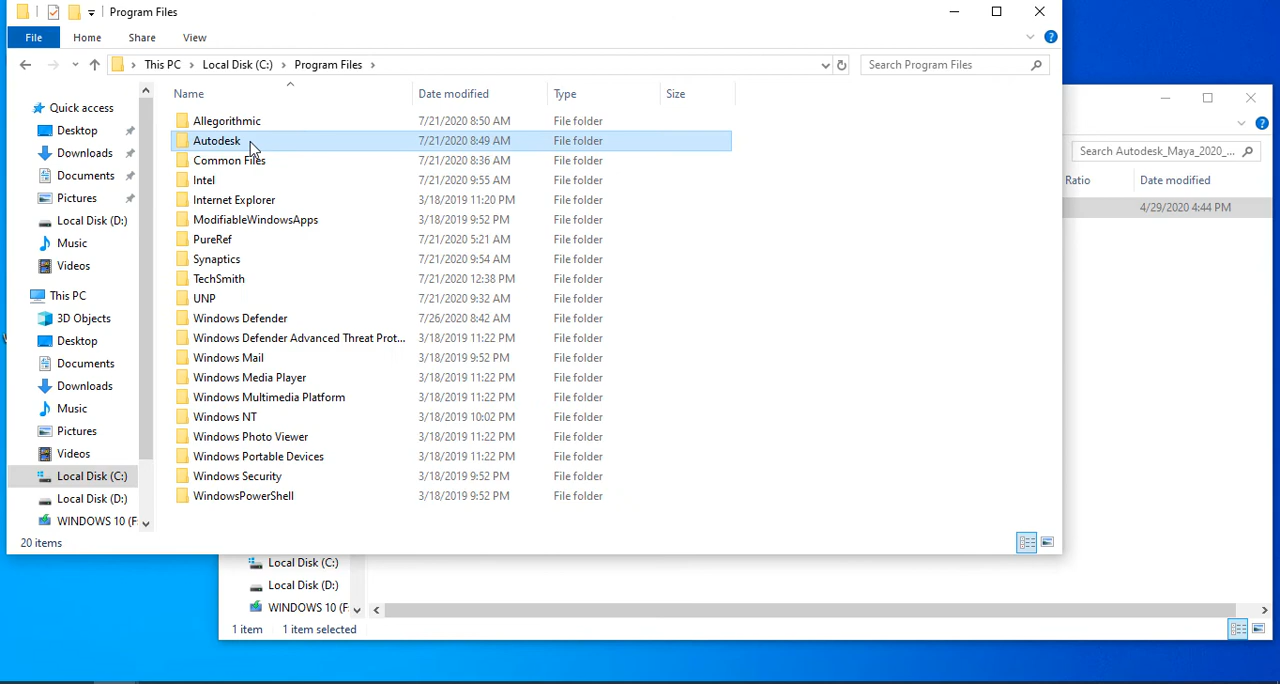 Program Files
File Home Share View
This PC Local Disk (C:) Program Files
Search Program Files
Name Date modified Type Size
Quick access
Desktop
Downloads
Documents
Pictures
Local Disk (D:)
Music
Videos
This PC
3D Objects
Desktop
Documents
Downloads
Music
Pictures
Videos
Local Disk (C:)
Local Disk (D:)
WINDOWS 10 (F
Allegorithmic 7/21/2020 8:50 AM File folder
Autodesk 7/21/2020 8:49 AM File folder
Common Files 7/21/2020 8:36 AM File folder
Intel 7/21/2020 9:55 AM File folder
Internet Explorer 3/18/2019 11:20 PM File folder
ModifiableWindowsApps 3/18/2019 9:52 PM File folder
PureRef 7/21/2020 5:21 AM File folder
Synaptics 7/21/2020 9:54 AM File folder
TechSmith 7/21/2020 12:38 PM File folder
UNP 7/21/2020 9:32 AM File folder
Windows Defender 7/26/2020 8:42 AM File folder
Windows Defender Advanced Threat Prot... 3/18/2019 11:22 PM File folder
Windows Mail 3/18/2019 9:52 PM File folder
Windows Media Player 3/18/2019 11:22 PM File folder
Windows Multimedia Platform 3/18/2019 11:22 PM File folder
Windows NT 3/18/2019 10:02 PM File folder
Windows Photo Viewer 3/18/2019 11:22 PM File folder
Windows Portable Devices 3/18/2019 11:22 PM File folder
Windows Security 3/18/2019 9:52 PM File folder
WindowsPowerShell 3/18/2019 9:52 PM File folder
20 items
Search Autodesk_Maya_2020_...
Ratio Date modified
4/29/2020 4:44 PM
Local Disk (C:)
Local Disk (D:)
WINDOWS 10 (F
1 item 1 item selected